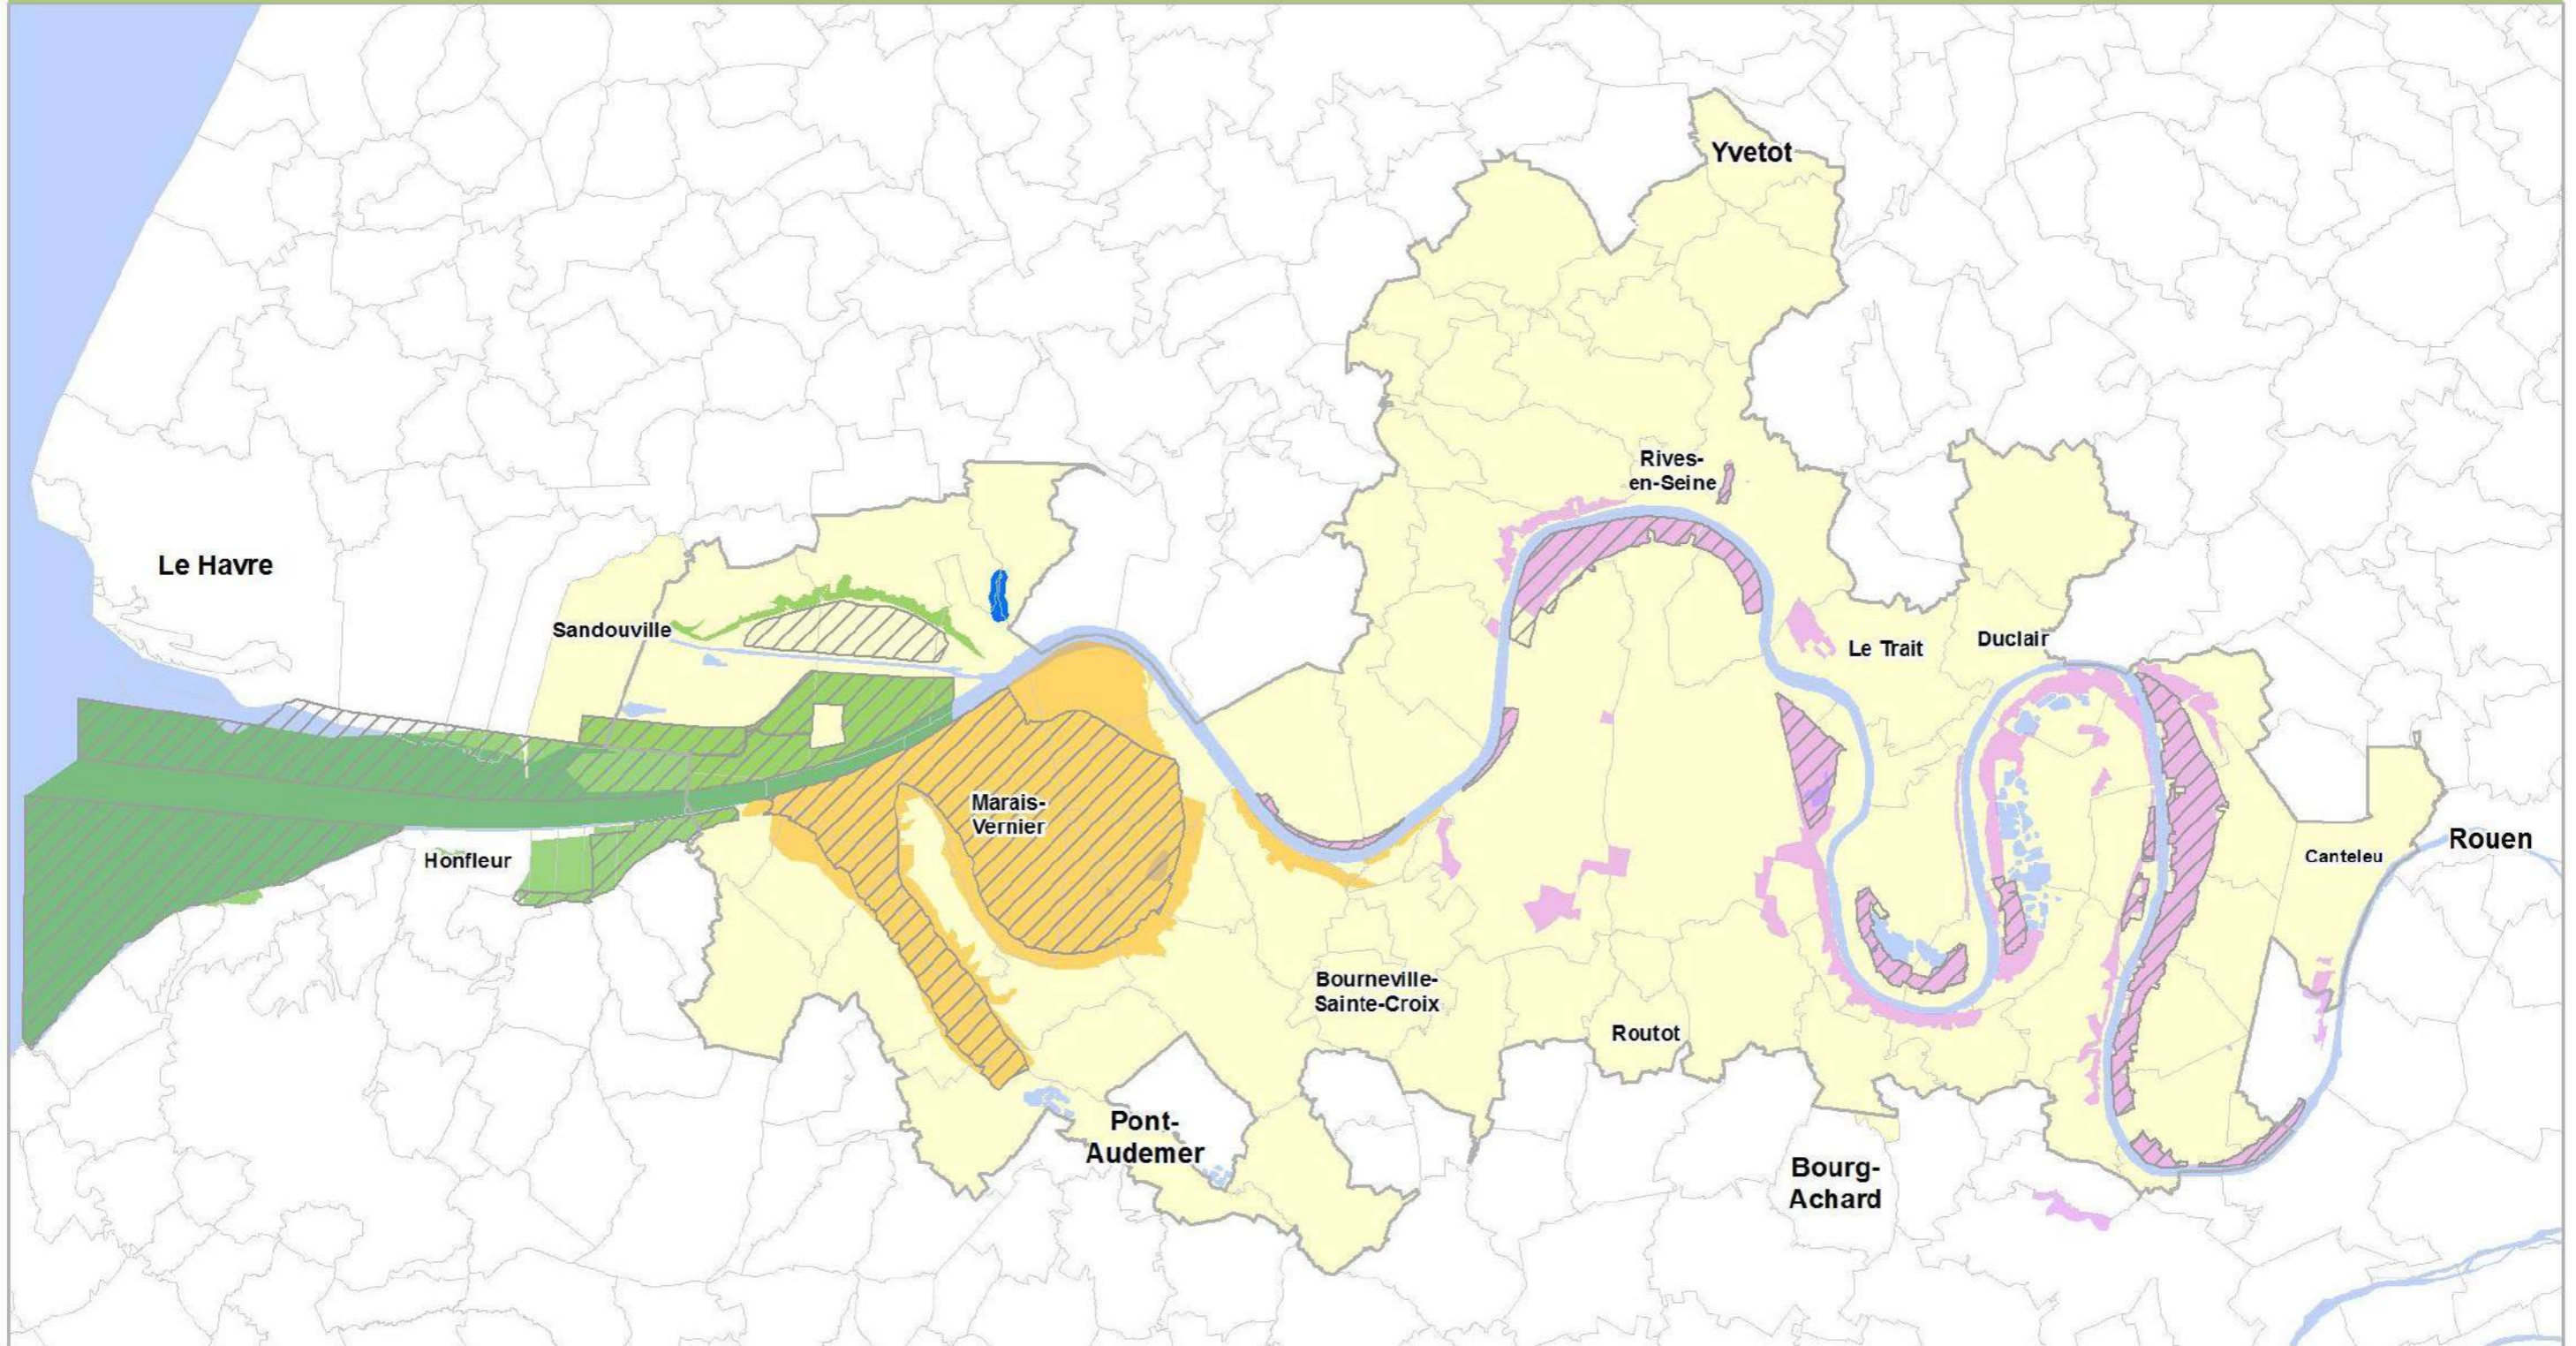 Yvetot
Rives-
en-Seine
Le Havre
Sandouville
Le Trait
Duclair
Marais-
Vernier
Honfleur
Rouen
Canteleu
Bourneville-
Sainte-Croix
Routot
Pont-
Audemer
Bourg-
Achard